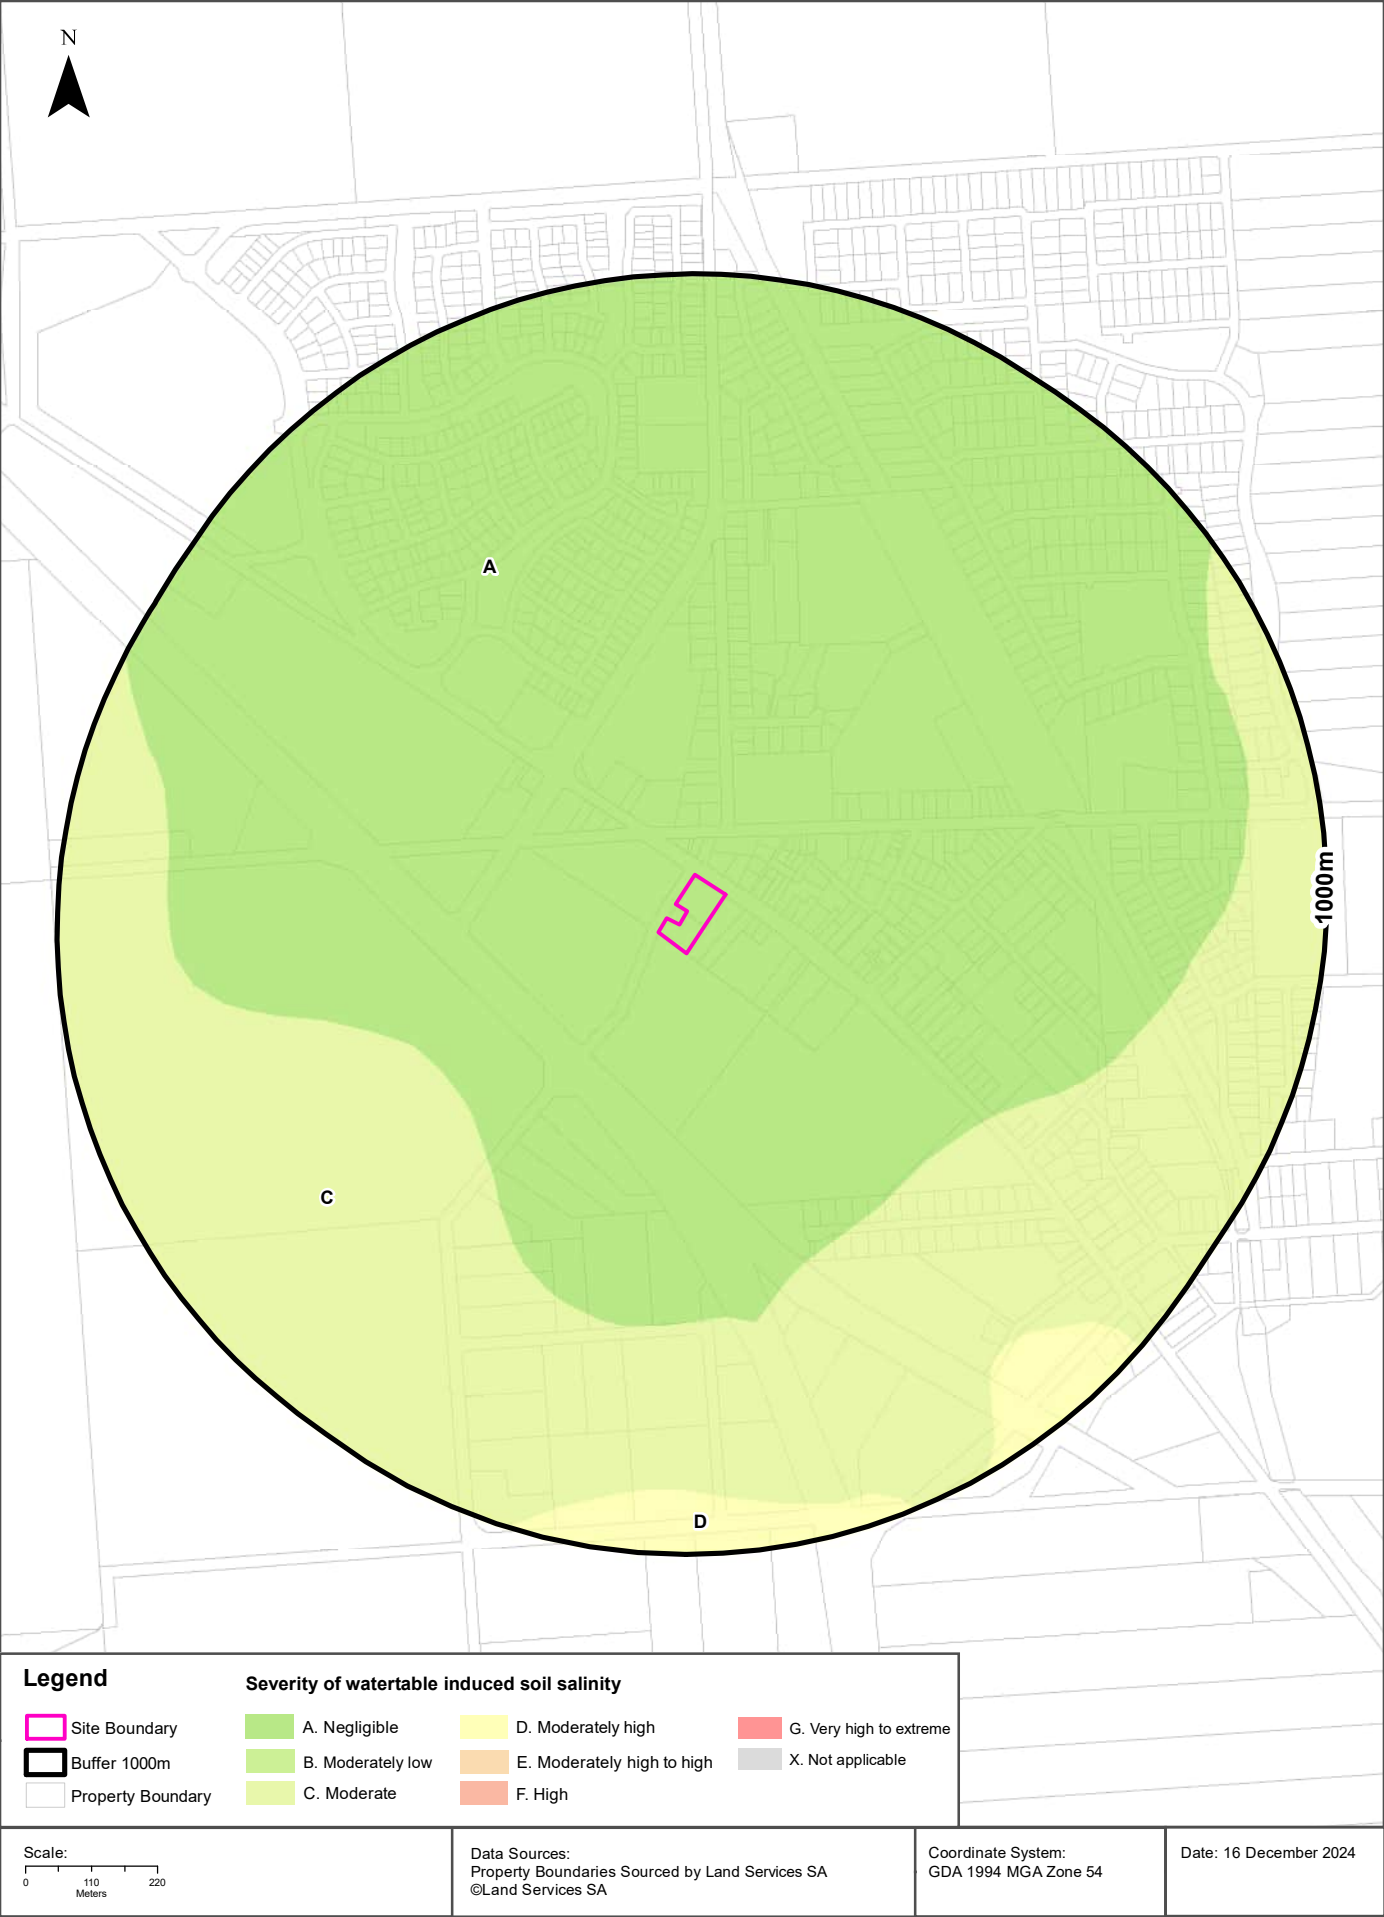 N
A
1000m
C
D
Legend
Site Boundary
Buffer 1000m
Property Boundary
Severity of watertable induced soil salinity
A. Negligible
B. Moderately low
C. Moderate
D. Moderately high
E. Moderately high to high
F. High
G. Very high to extreme
X. Not applicable
Scale:
0 110 220
Meters
Data Sources:
Property Boundaries Sourced by Land Services SA
©Land Services SA
Coordinate System:
GDA 1994 MGA Zone 54
Date: 16 December 2024